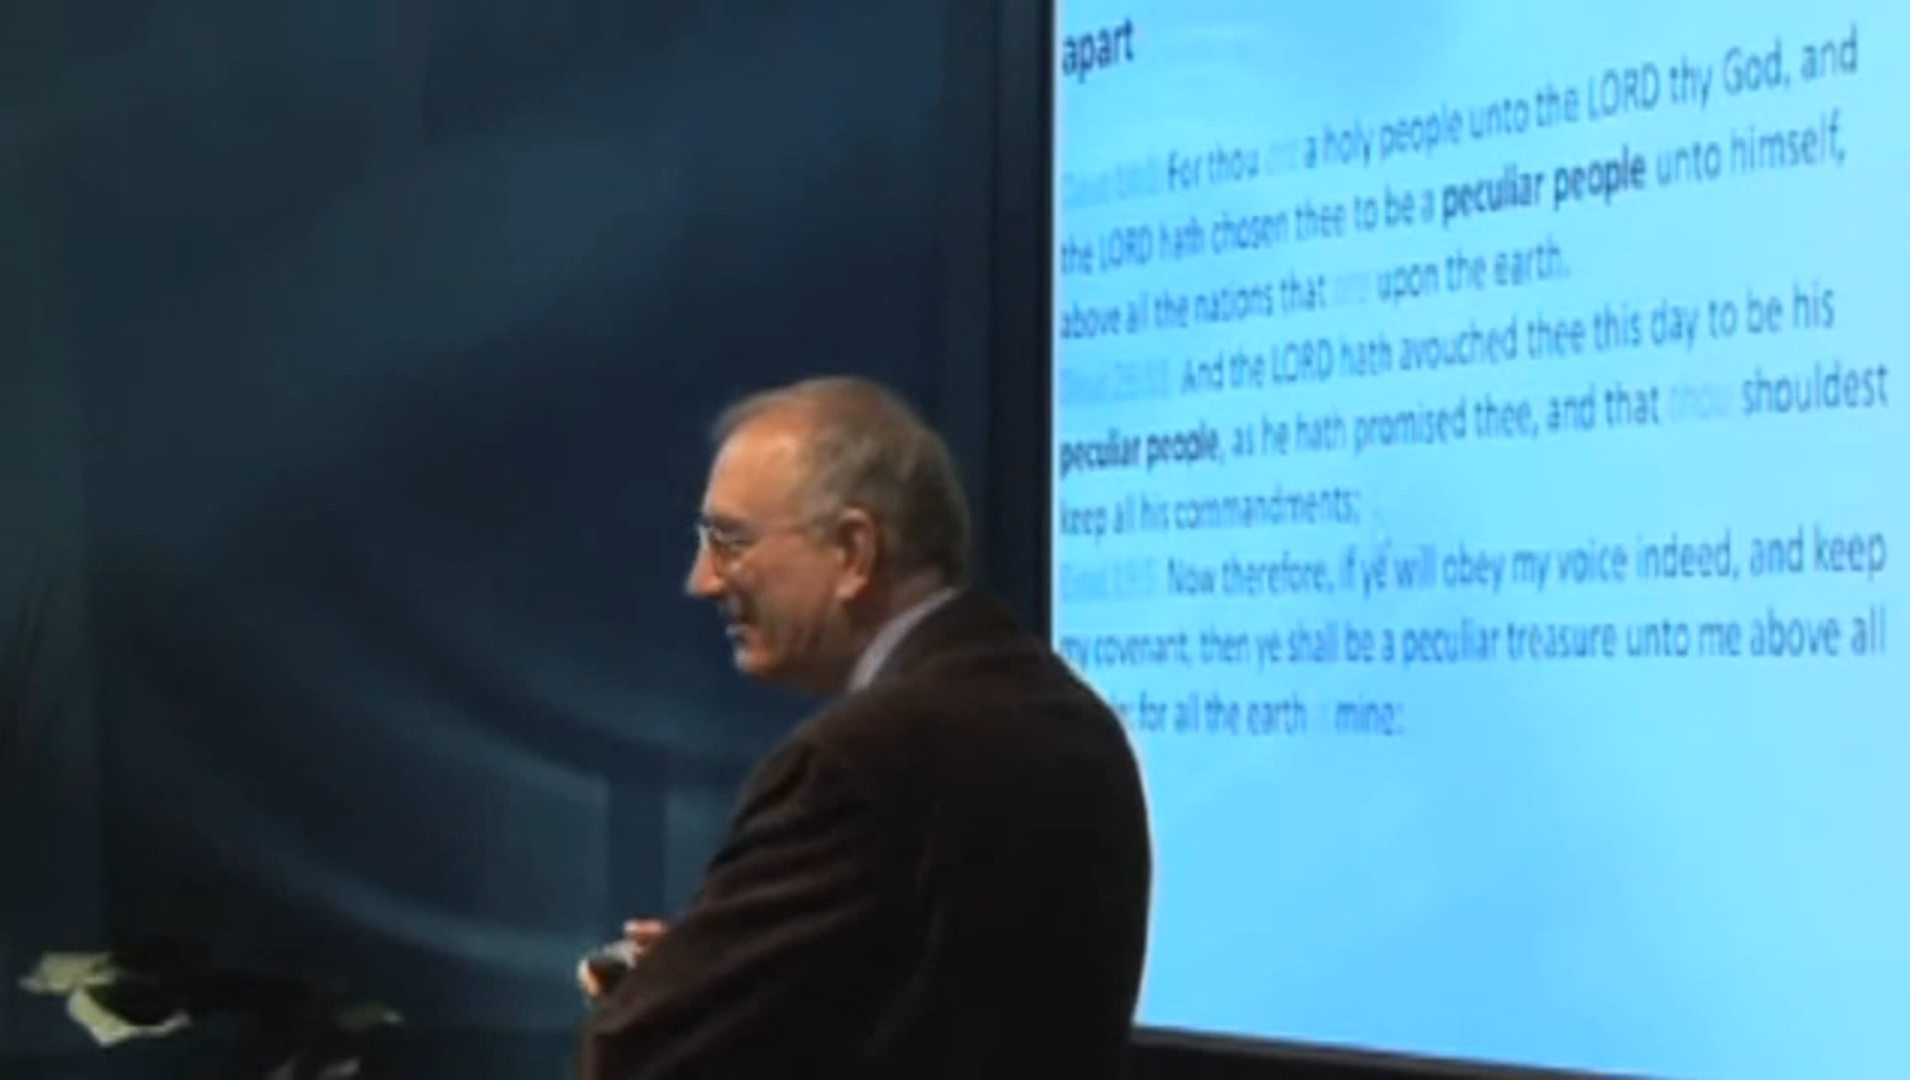 apart
For thou a holy people unto the LORD thy God, and
the LORD hath chosen thee to be a peculiar people unto himself,
above all the nations that are upon the earth.
And the LORD hath avouched thee this day to be his
peculiar people, as he hath promised thee, and that thou shouldest
keep all his commandments;
Now therefore, if ye will obey my voice indeed, and keep
my covenant, then ye shall be a peculiar treasure unto me above all
for all the earth mine: